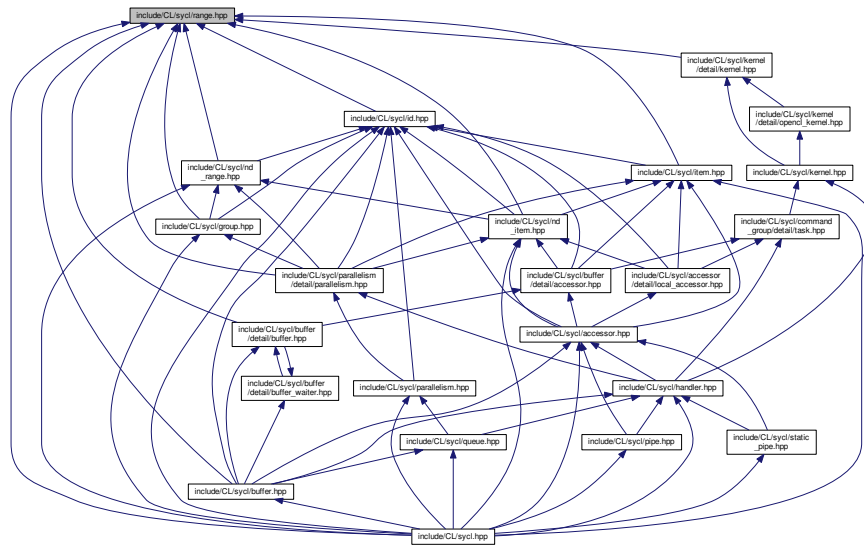 include/CL/sycl/range.hpp
include/CL/sycl/kernel
/detail/kernel.hpp
include/CL/sycl/kernel
/detail/opencl_kernel.hpp
include/CL/sycl/id.hpp
include/CL/sycl/nd
_range.hpp
include/CL/sycl/item.hpp
include/CL/sycl/kernel.hpp
include/CL/sycl/group.hpp
include/CL/sycl/nd
_item.hpp
include/CL/sycl/command
_group/detail/task.hpp
include/CL/sycl/parallelism
/detail/parallelism.hpp
include/CL/sycl/buffer
/detail/accessor.hpp
include/CL/sycl/accessor
/detail/local_accessor.hpp
include/CL/sycl/buffer
/detail/buffer.hpp
include/CL/sycl/accessor.hpp
include/CL/sycl/buffer
/detail/buffer_waiter.hpp
include/CL/sycl/parallelism.hpp
include/CL/sycl/handler.hpp
include/CL/sycl/queue.hpp
include/CL/sycl/pipe.hpp
include/CL/sycl/static
_pipe.hpp
include/CL/sycl/buffer.hpp
include/CL/sycl.hpp